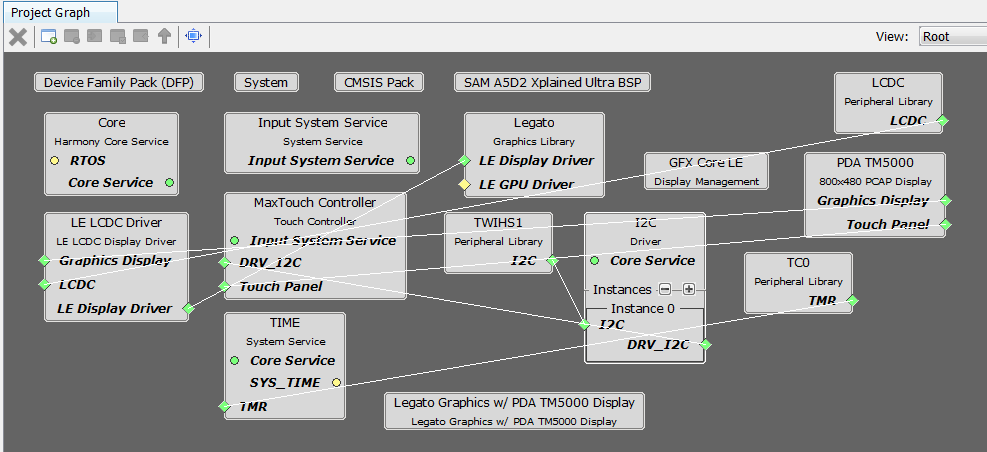 Project Graph
View:
Root
Device Family Pack (DFP)
System
CMSIS Pack
SAM A5D2 Xplained Ultra BSP
LCDC
Peripheral Library
LCDC
Core
Harmony Core Service
RTOS
Core Service
Input System Service
System Service
Input System Service
Legato
Graphics Library
LE Display Driver
LE GPU Driver
GFX Core LE
Display Management
PDA TM5000
800x480 PCAP Display
Graphics Display
Touch Panel
LE LCDC Driver
LE LCDC Display Driver
Graphics Display
LCDC
LE Display Driver
MaxTouch Controller
Touch Controller
Input System Service
DRV_I2C
Touch Panel
TWIHS1
Peripheral Library
I2C
I2C
Driver
Core Service
Instances
Instance 0
I2C
DRV_I2C
TC0
Peripheral Library
TMR
TIME
System Service
Core Service
SYS_TIME
TMR
Legato Graphics w/ PDA TM5000 Display
Legato Graphics w/ PDA TM5000 Display